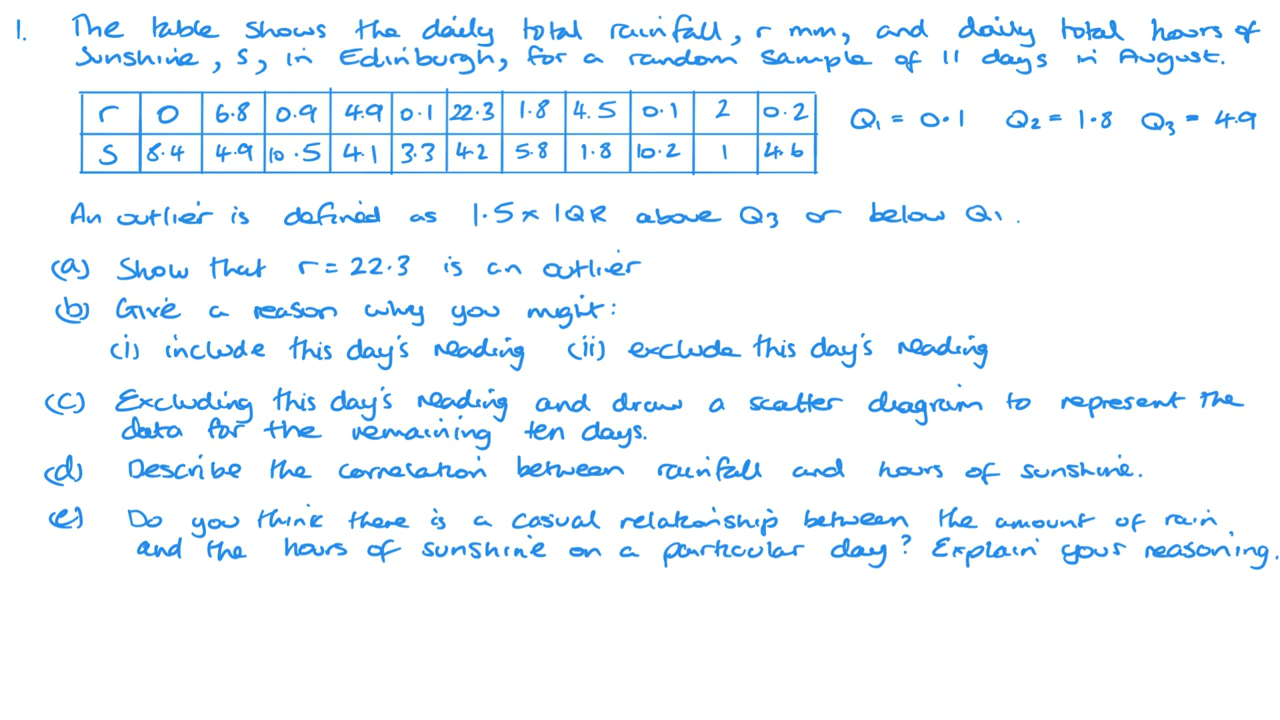 1. The table shows the daily total rainfall, r mm, and daily total hours of
Sunshine, s, in Edinburgh, for a random sample of 11 days in August.
r 0 6.8 0.9 4.9 0.1 22.3 1.8 4.5 0.1 2 0.2 Q₁ = 0.1 Q₂ = 1.8 Q₃ = 4.9
S 8.4 4.9 10.5 4.1 3.3 4.2 5.8 1.8 10.2 1 4.6
An outlier is defined as 1.5 × IQR above Q₃ or below Q₁.
(a) Show that r = 22.3 is an outlier
(b) Give a reason why you might:
(i) include this day's reading (ii) exclude this day's reading
(c) Excluding this day's reading and draw a scatter diagram to represent the
data for the remaining ten days.
(d) Describe the correlation between rainfall and hours of sunshine.
(e) Do you think there is a casual relationship between the amount of rain
and the hours of sunshine on a particular day? Explain your reasoning.